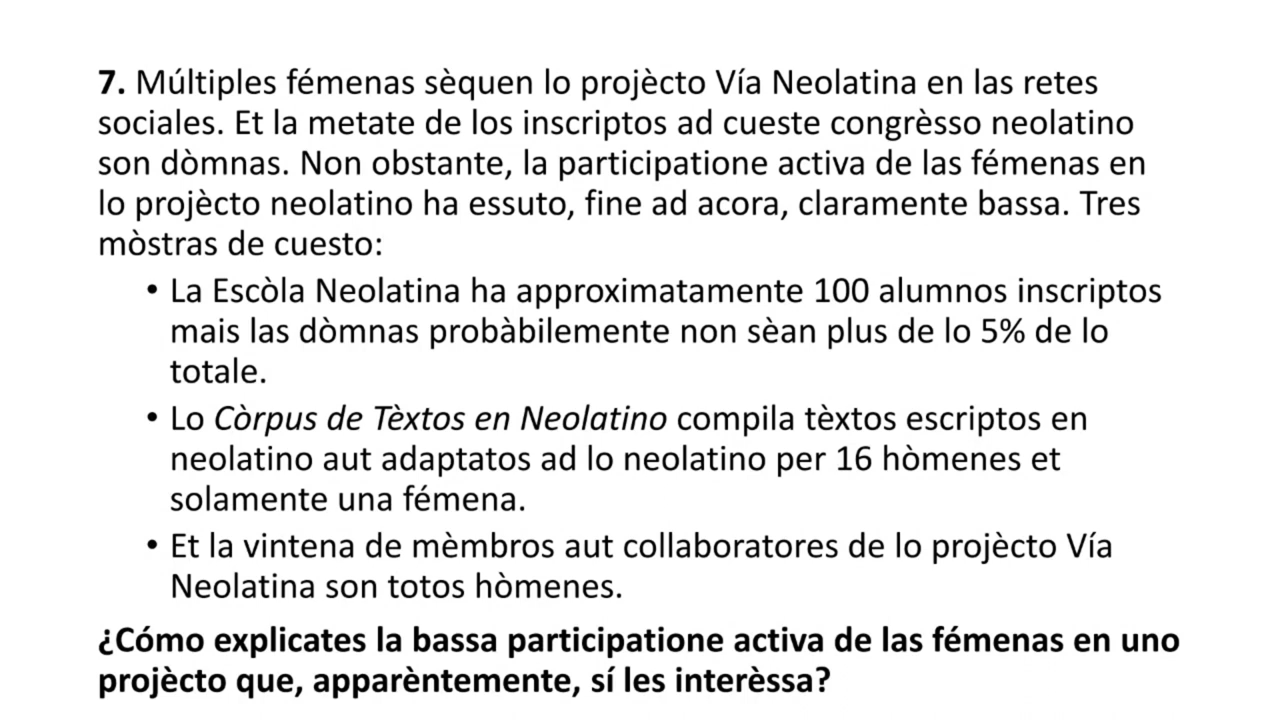 7. Múltiples fémenas sèquen lo projècto Vía Neolatina en las retes
sociales. Et la metate de los inscriptos ad cueste congrèsso neolatino
son dòmnas. Non obstante, la participatione activa de las fémenas en
lo projècto neolatino ha essuto, fine ad acora, claramente bassa. Tres
mòstras de cuesto:
• La Escòla Neolatina ha approximatamente 100 alumnos inscriptos
mais las dòmnas probàbilemente non sèan plus de lo 5% de lo
totale.
• Lo Còrpus de Tèxtos en Neolatino compila tèxtos escriptos en
neolatino aut adaptatos ad lo neolatino per 16 hòmenes et
solamente una fémena.
• Et la vintena de mèmbros aut collaboratores de lo projècto Vía
Neolatina son totos hòmenes.
¿Cómo explicates la bassa participatione activa de las fémenas en uno
projècto que, apparèntemente, sí les interèssa?